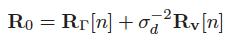 R₀ = R_Γ[n] + σ_d⁻² R_v[n]